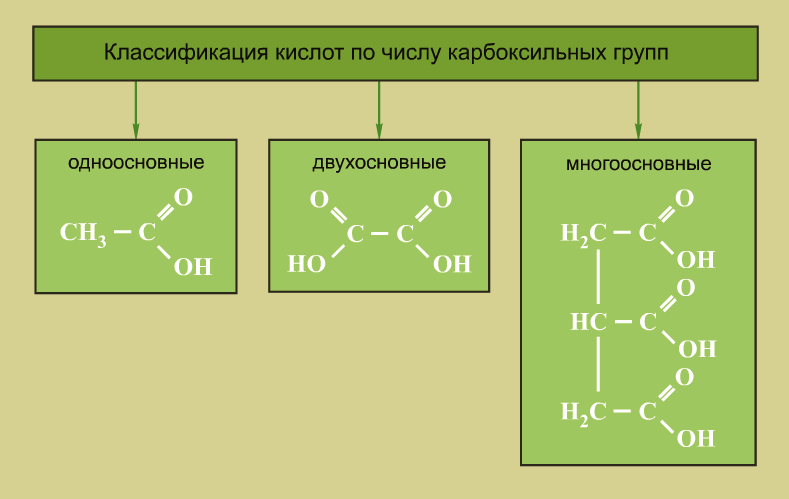 Классификация кислот по числу карбоксильных групп
одноосновные
O
CH₃ – C
OH
двухосновные
O O
C – C
HO OH
многоосновные
O
H₂C – C
OH
O
HC – C
OH
O
H₂C – C
OH